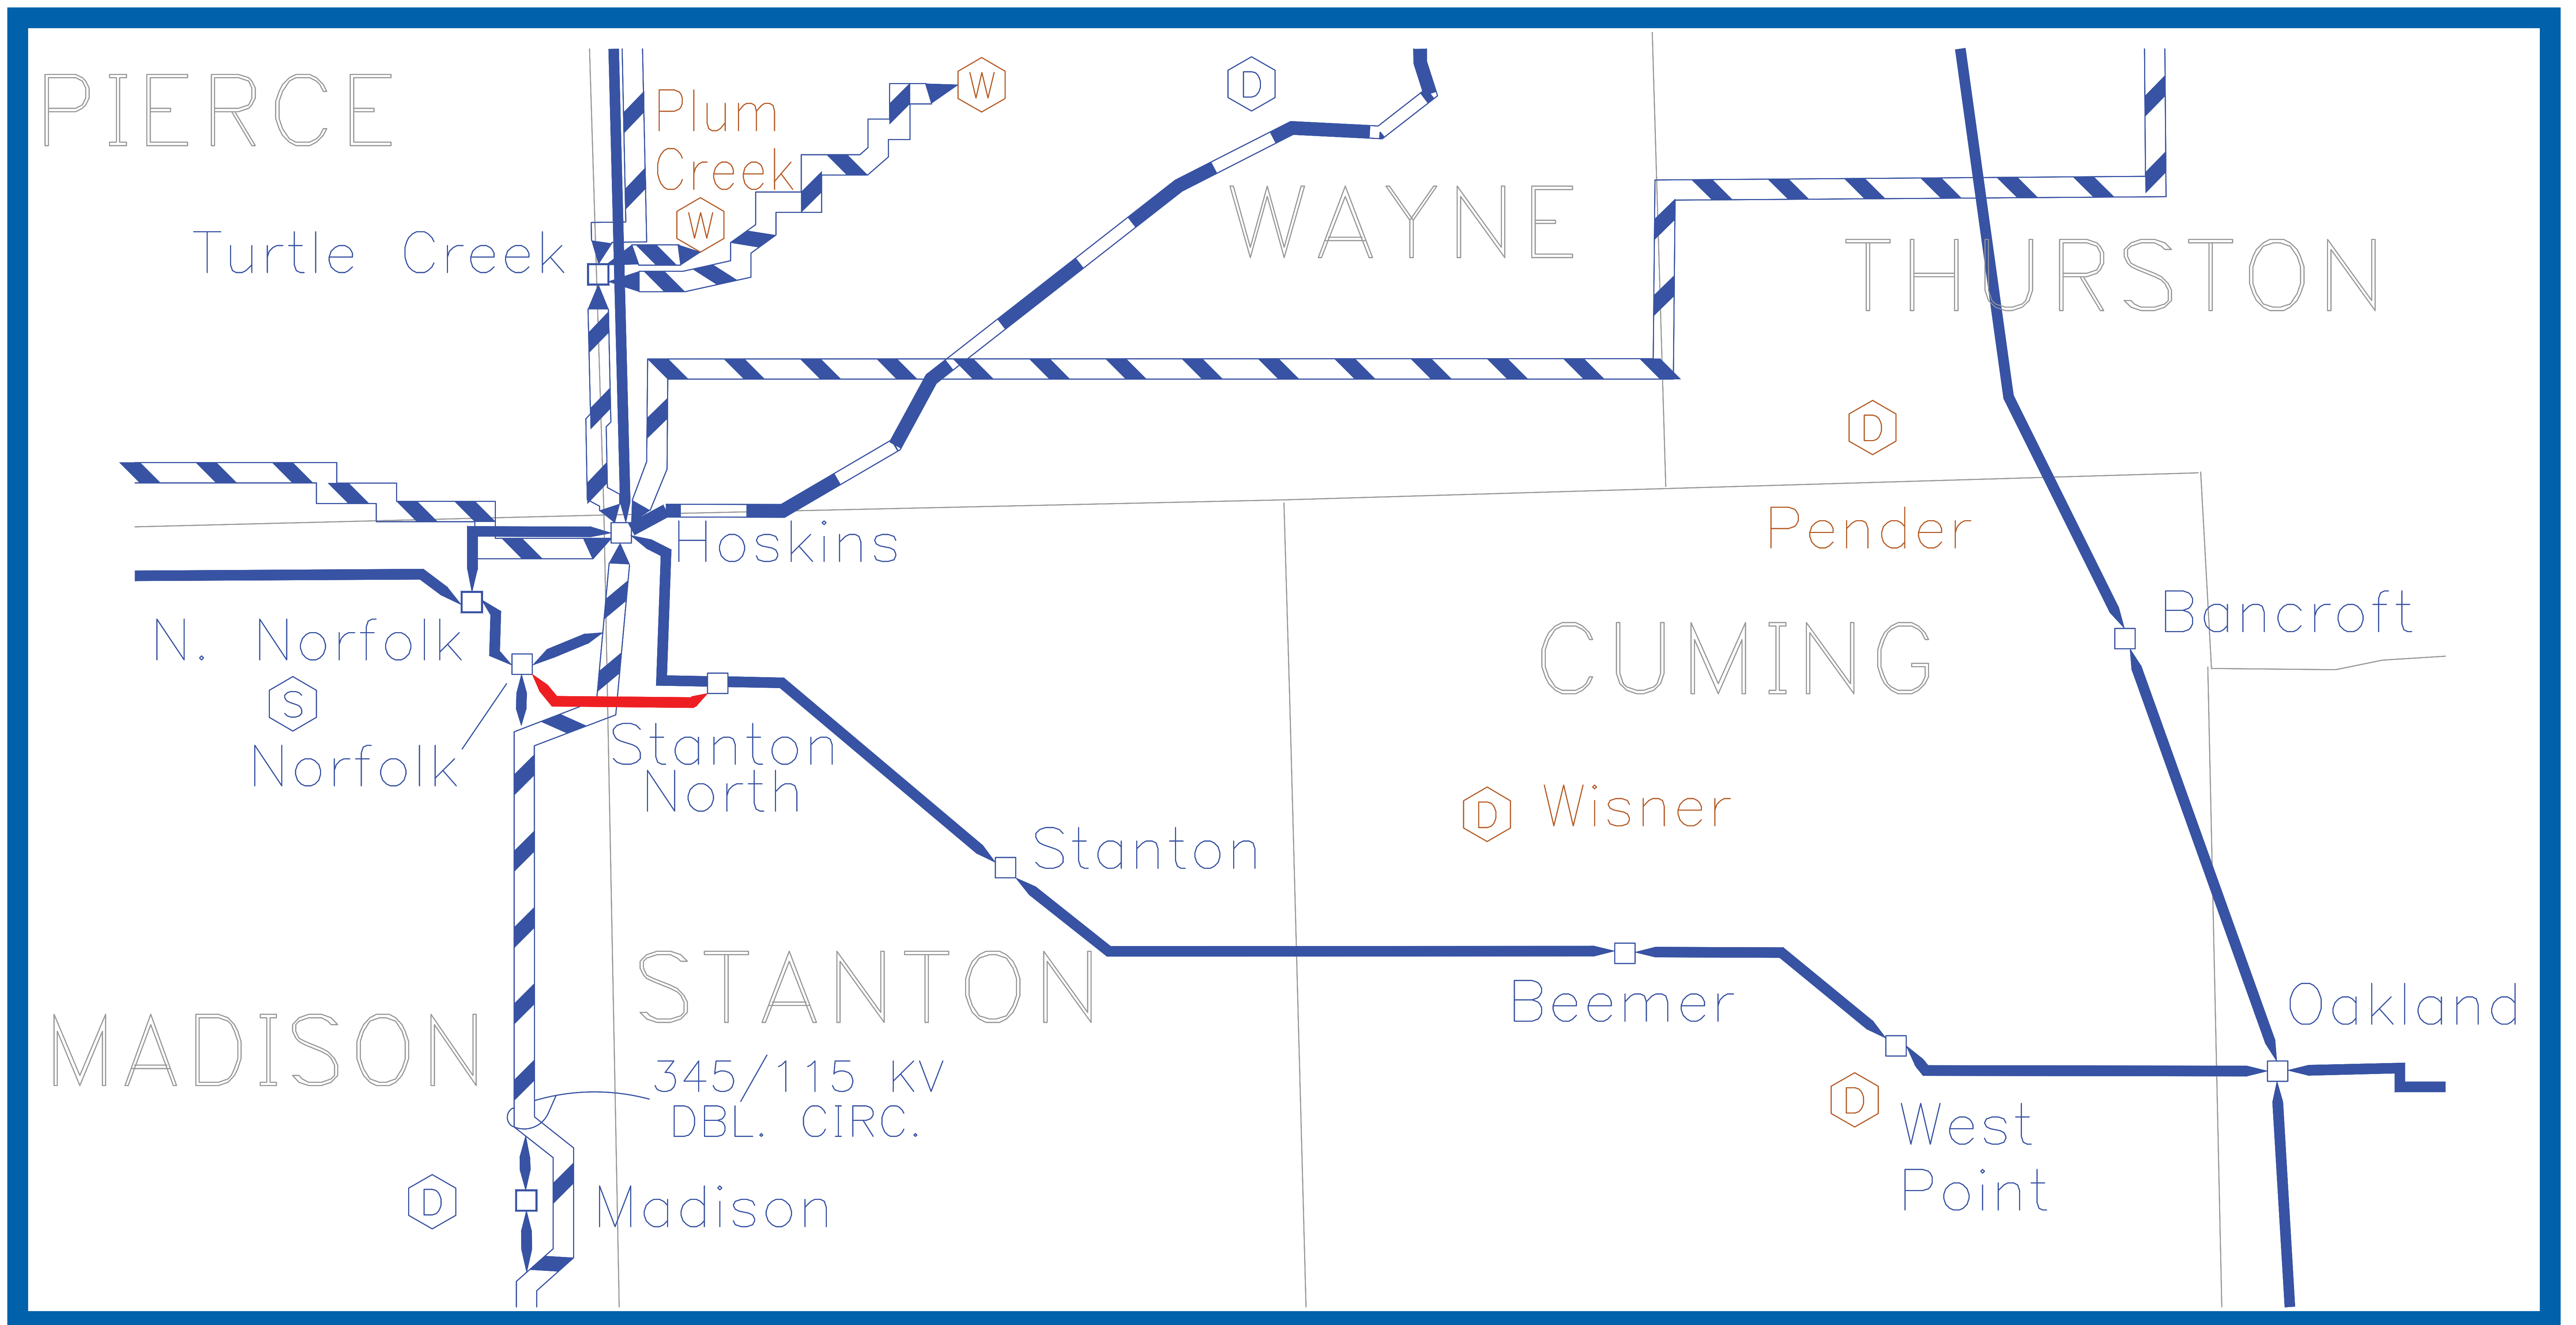 PIERCE
Plum
Creek
W
D
W
WAYNE
Turtle Creek
THURSTON
D
Hoskins
Pender
N. Norfolk
Bancroft
CUMING
S
Norfolk
Stanton
North
D
Wisner
Stanton
STANTON
Beemer
Oakland
MADISON
345/115 KV
DBL. CIRC.
D
West
Point
D
Madison